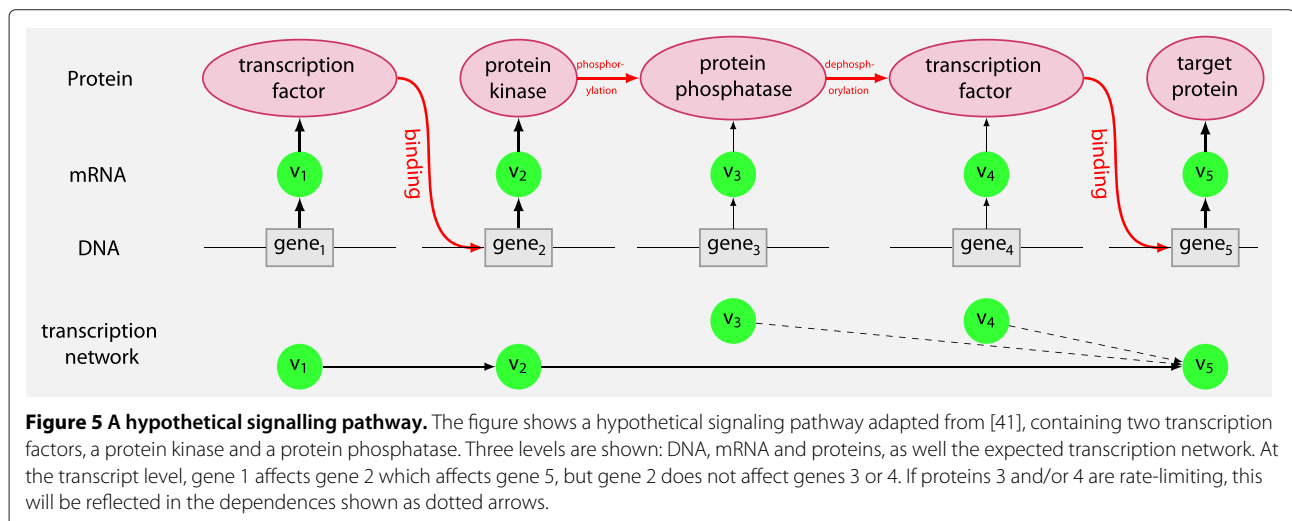 Protein
transcription
factor
protein
kinase
phosphor-
ylation
protein
phosphatase
dephosph-
orylation
transcription
factor
target
protein
binding
binding
mRNA
v1
v2
v3
v4
v5
DNA
gene1
gene2
gene3
gene4
gene5
transcription
network
v3
v4
v1
v2
v5
Figure 5 A hypothetical signalling pathway. The figure shows a hypothetical signaling pathway adapted from [41], containing two transcription
factors, a protein kinase and a protein phosphatase. Three levels are shown: DNA, mRNA and proteins, as well the expected transcription network. At
the transcript level, gene 1 affects gene 2 which affects gene 5, but gene 2 does not affect genes 3 or 4. If proteins 3 and/or 4 are rate-limiting, this
will be reflected in the dependences shown as dotted arrows.